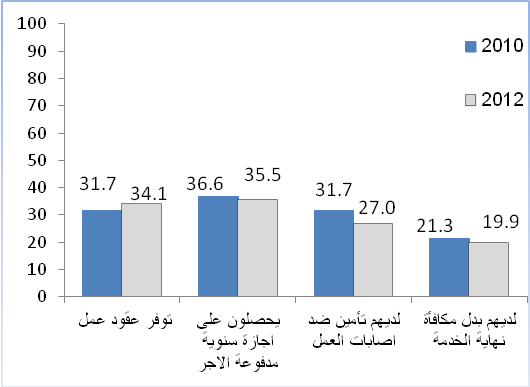 100
90
80
70
60
50
40
30
20
10
0
2010
2012
31.7
34.1
36.6
35.5
31.7
27.0
21.3
19.9
توفر عقود عمل
يحصلون على
اجازة سنوية
مدفوعة الاجر
لديهم تأمين ضد
اصابات العمل
لديهم بدل مكافأة
نهاية الخدمة